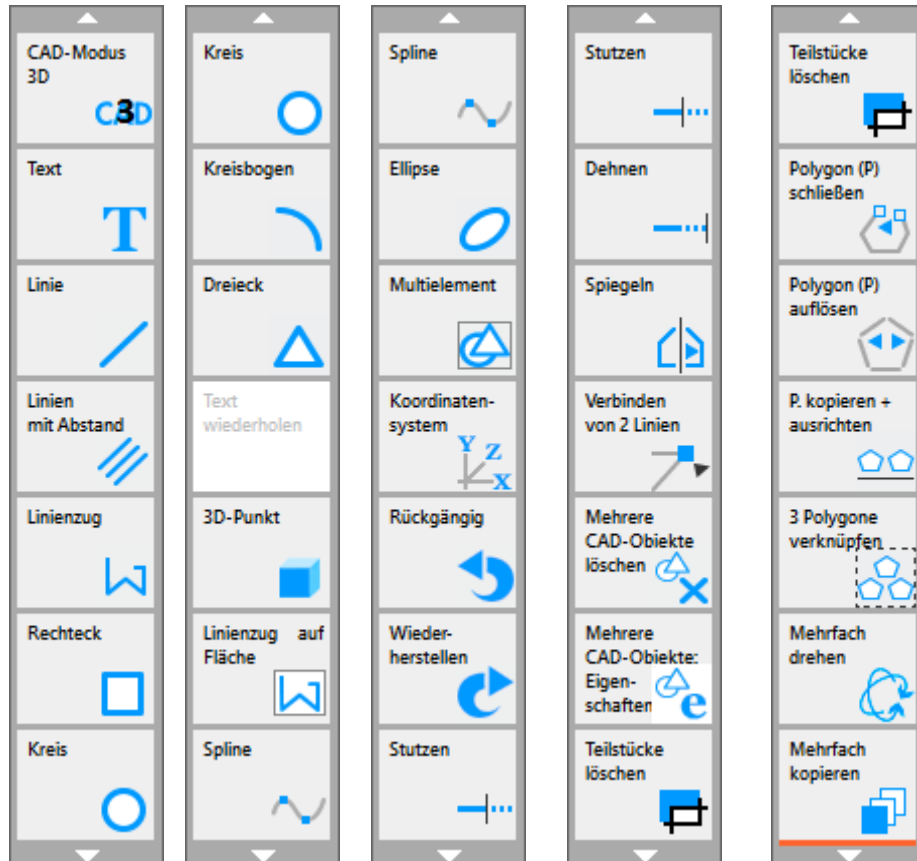 CAD-Modus
3D
CAD
3
Text
T
Linie
Linien
mit Abstand
Linienzug
Rechteck
Kreis
Kreis
Kreisbogen
Dreieck
Text
wiederholen
3D-Punkt
Linienzug auf
Fläche
Spline
Spline
Ellipse
Multielement
Koordinaten-
system
Y Z
X
Rückgängig
Wieder-
herstellen
Stutzen
Stutzen
Dehnen
Spiegeln
Verbinden
von 2 Linien
Mehrere
CAD-Objekte
löschen
Mehrere
CAD-Objekte:
Eigen-
schaften
e
Teilstücke
löschen
Teilstücke
löschen
Polygon (P)
schließen
Polygon (P)
auflösen
P. kopieren +
ausrichten
3 Polygone
verknüpfen
Mehrfach
drehen
Mehrfach
kopieren